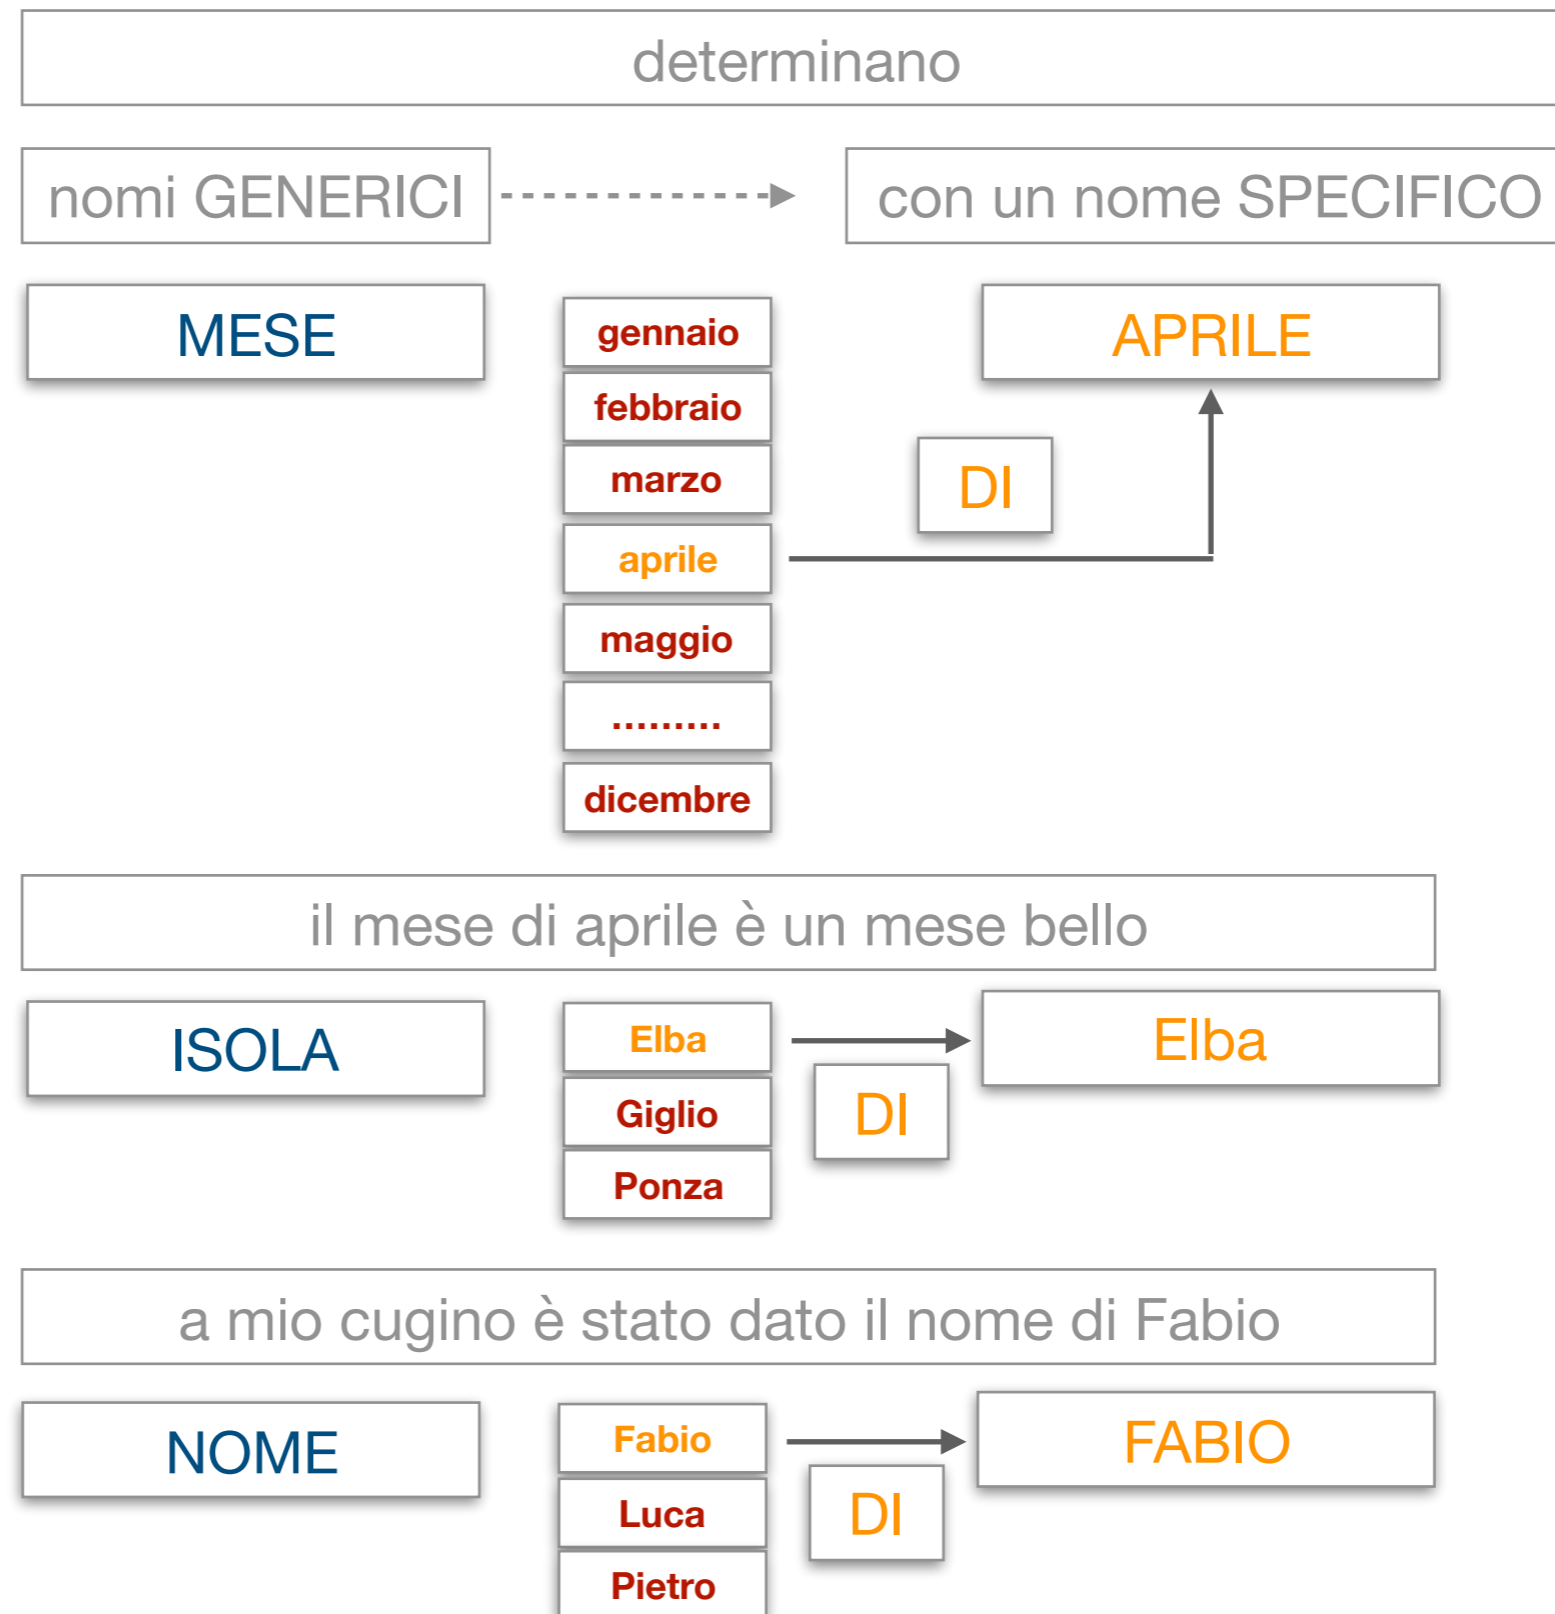 determino
nomi GENERICI
con un nome SPECIFICO
MESE
gennaio
APRILE
febbraio
marzo
DI
aprile
maggio
.........
dicembre
il mese di aprile è un mese bello
ISOLA
Elba
Elba
Giglio
DI
Ponza
a mio cugino è stato dato il nome di Fabio
NOME
Fabio
FABIO
Luca
DI
Pietro